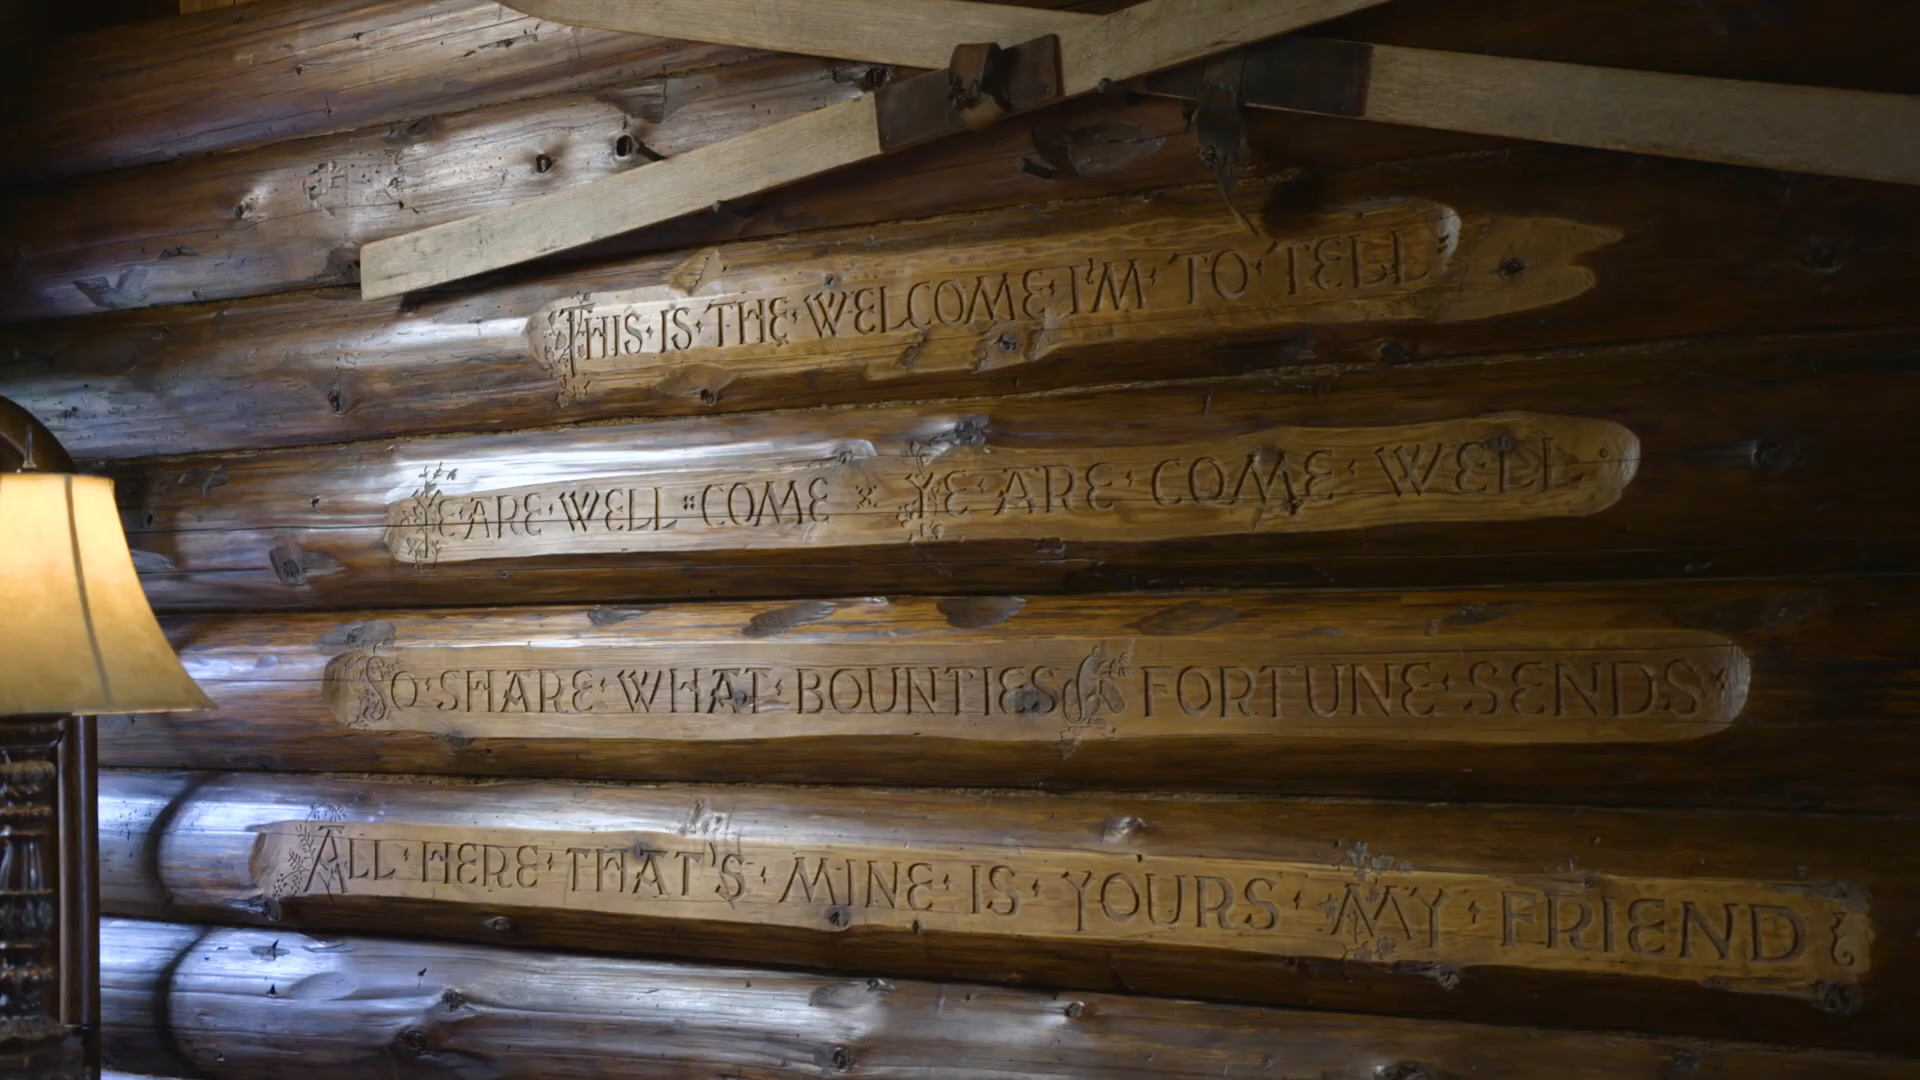 THIS·IS·THE·WELCOME·I'M·TO·TELL
YE·ARE·WELL:COME × YE·ARE·COME·WELL
SO·SHARE·WHAT·BOUNTIES FORTUNE·SENDS
ALL·HERE·THAT'S·MINE·IS·YOURS·MY·FRIEND